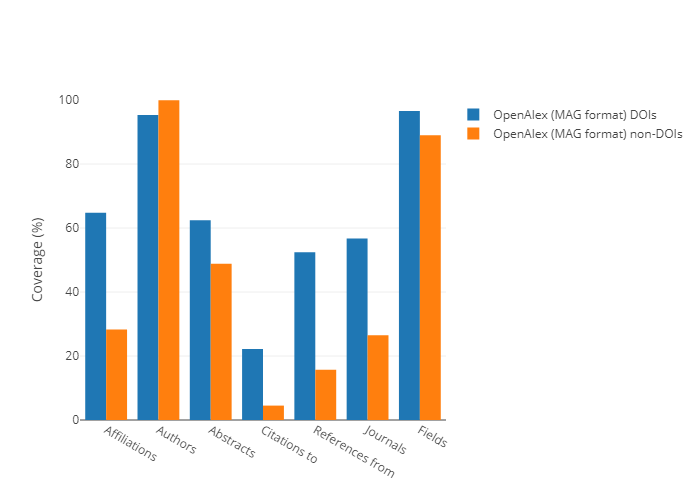 OpenAlex (MAG format) DOIs
OpenAlex (MAG format) non-DOIs
Coverage (%)
100
80
60
40
20
0
Affiliations
Authors
Abstracts
Citations to
References from
Journals
Fields